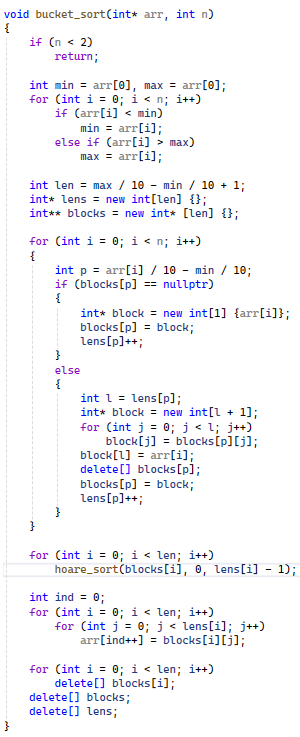 void bucket_sort(int* arr, int n)
{
    if (n < 2)
        return;

    int min = arr[0], max = arr[0];
    for (int i = 0; i < n; i++)
        if (arr[i] < min)
            min = arr[i];
        else if (arr[i] > max)
            max = arr[i];

    int len = max / 10 - min / 10 + 1;
    int* lens = new int[len] {};
    int** blocks = new int* [len] {};

    for (int i = 0; i < n; i++)
    {
        int p = arr[i] / 10 - min / 10;
        if (blocks[p] == nullptr)
        {
            int* block = new int[1] {arr[i]};
            blocks[p] = block;
            lens[p]++;
        }
        else
        {
            int l = lens[p];
            int* block = new int[l + 1];
            for (int j = 0; j < l; j++)
                block[j] = blocks[p][j];
            block[l] = arr[i];
            delete[] blocks[p];
            blocks[p] = block;
            lens[p]++;
        }
    }

    for (int i = 0; i < len; i++)
        hoare_sort(blocks[i], 0, lens[i] - 1);

    int ind = 0;
    for (int i = 0; i < len; i++)
        for (int j = 0; j < lens[i]; j++)
            arr[ind++] = blocks[i][j];

    for (int i = 0; i < len; i++)
        delete[] blocks[i];
    delete[] blocks;
    delete[] lens;
}